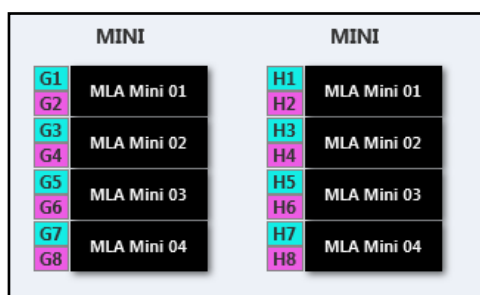 MINI
G1
MLA Mini 01
G2
G3
MLA Mini 02
G4
G5
MLA Mini 03
G6
G7
MLA Mini 04
G8
MINI
H1
MLA Mini 01
H2
H3
MLA Mini 02
H4
H5
MLA Mini 03
H6
H7
MLA Mini 04
H8